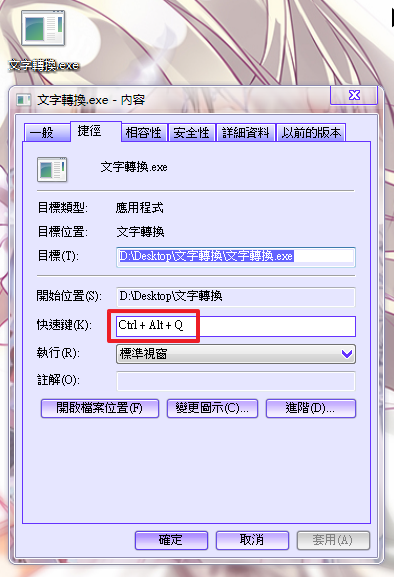 文字轉換.exe
文字轉換.exe - 內容
一般 捷徑 相容性 安全性 詳細資料 以前的版本
文字轉換.exe
目標類型: 應用程式
目標位置: 文字轉換
目標(T): D:\Desktop\文字轉換\文字轉換.exe
開始位置(S): D:\Desktop\文字轉換
快速鍵(K): Ctrl + Alt + Q
執行(R): 標準視窗
註解(O):
開啟檔案位置(F) 變更圖示(C)... 進階(D)...
確定 取消 套用(A)